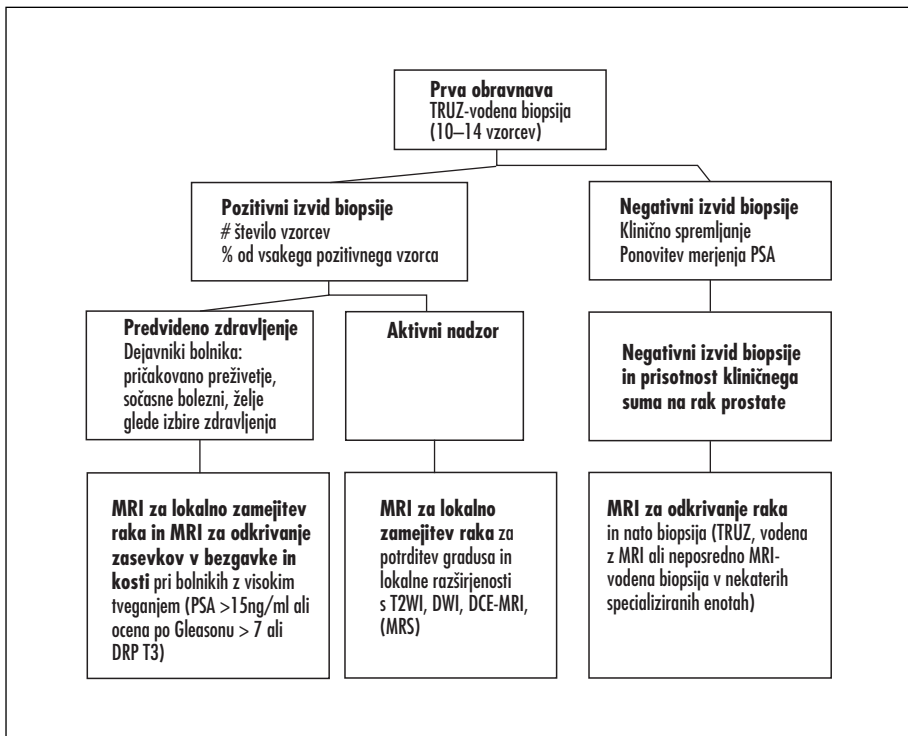 Prva obravnava
TRUZ-vodena biopsija
(10–14 vzorcev)
Pozitivni izvid biopsije
# število vzorcev
% od vsakega pozitivnega vzorca
Negativni izvid biopsije
Klinično spremljanje
Ponovitev merjenja PSA
Predvideno zdravljenje
Dejavniki bolnika:
pričakovano preživetje,
sočasne bolezni, želje
glede izbire zdravljenja
Aktivni nadzor
Negativni izvid biopsije
in prisotnost kliničnega
suma na rak prostate
MRI za lokalno zamejitev
raka in MRI za odkrivanje
zasevkov v bezgavke in
kosti pri bolnikih z visokim
tveganjem (PSA >15ng/ml ali
ocena po Gleasonu > 7 ali
DRP T3)
MRI za lokalno
zamejitev raka za
potrditev gradusa in
lokalne razširjenosti
s T2WI, DWI, DCE-MRI,
(MRS)
MRI za odkrivanje raka
in nato biopsija (TRUZ, vodena
z MRI ali neposredno MRI-
vodena biopsija v nekaterih
specializiranih enotah)